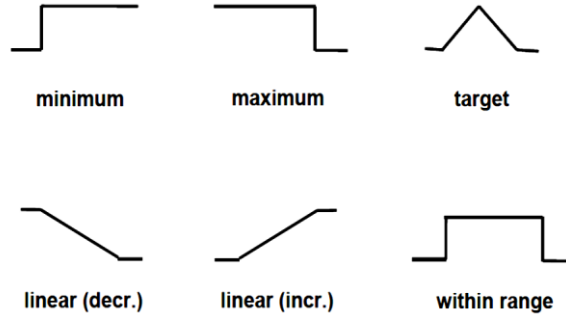 minimum
maximum
target
linear (decr.)
linear (incr.)
within range